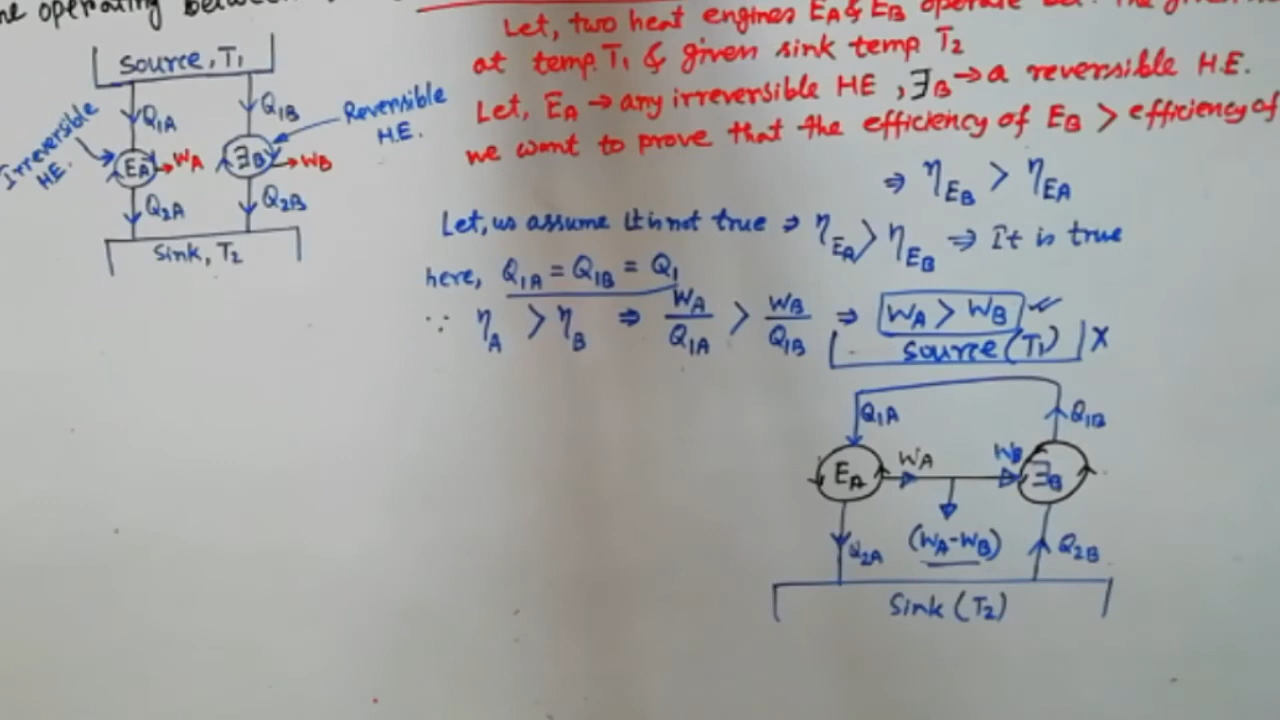 operating between
Let, two heat engines EA & EB operate
at temp. T1 & given sink temp T2
Let, EA → any irreversible HE , ∃B → a reversible H.E.
we want to prove that the efficiency of EB > efficiency of
⇒ ηEB > ηEA
Let, us assume it is not true ⇒ ηEA > ηEB ⇒ It is true
here, Q1A = Q1B = Q1
∵ ηA > ηB ⇒ WA/Q1A > WB/Q1B ⇒ WA > WB
source, T1
Q1A
Q1B
Irreversible
HE.
Reversible
H.E.
EA
WA
∃B
WB
Q2A
Q2B
Sink, T2
source (T1) X
Q1A
Q1B
EA
WA
WB
∃B
Q2A
(WA-WB)
Q2B
Sink (T2)